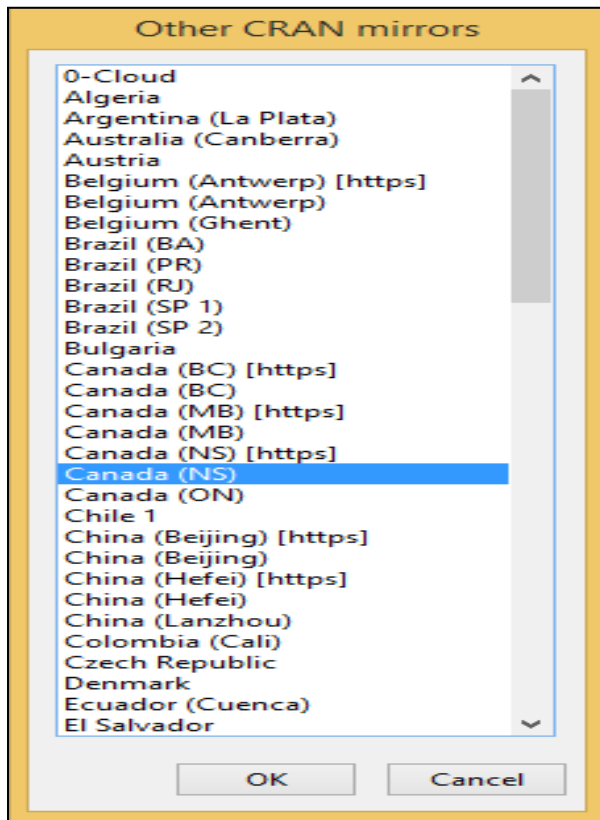 Other CRAN mirrors
0-Cloud
Algeria
Argentina (La Plata)
Australia (Canberra)
Austria
Belgium (Antwerp) [https]
Belgium (Antwerp)
Belgium (Ghent)
Brazil (BA)
Brazil (PR)
Brazil (RJ)
Brazil (SP 1)
Brazil (SP 2)
Bulgaria
Canada (BC) [https]
Canada (BC)
Canada (MB) [https]
Canada (MB)
Canada (NS) [https]
Canada (NS)
Canada (ON)
Chile 1
China (Beijing) [https]
China (Beijing)
China (Hefei) [https]
China (Hefei)
China (Lanzhou)
Colombia (Cali)
Czech Republic
Denmark
Ecuador (Cuenca)
El Salvador
OK Cancel